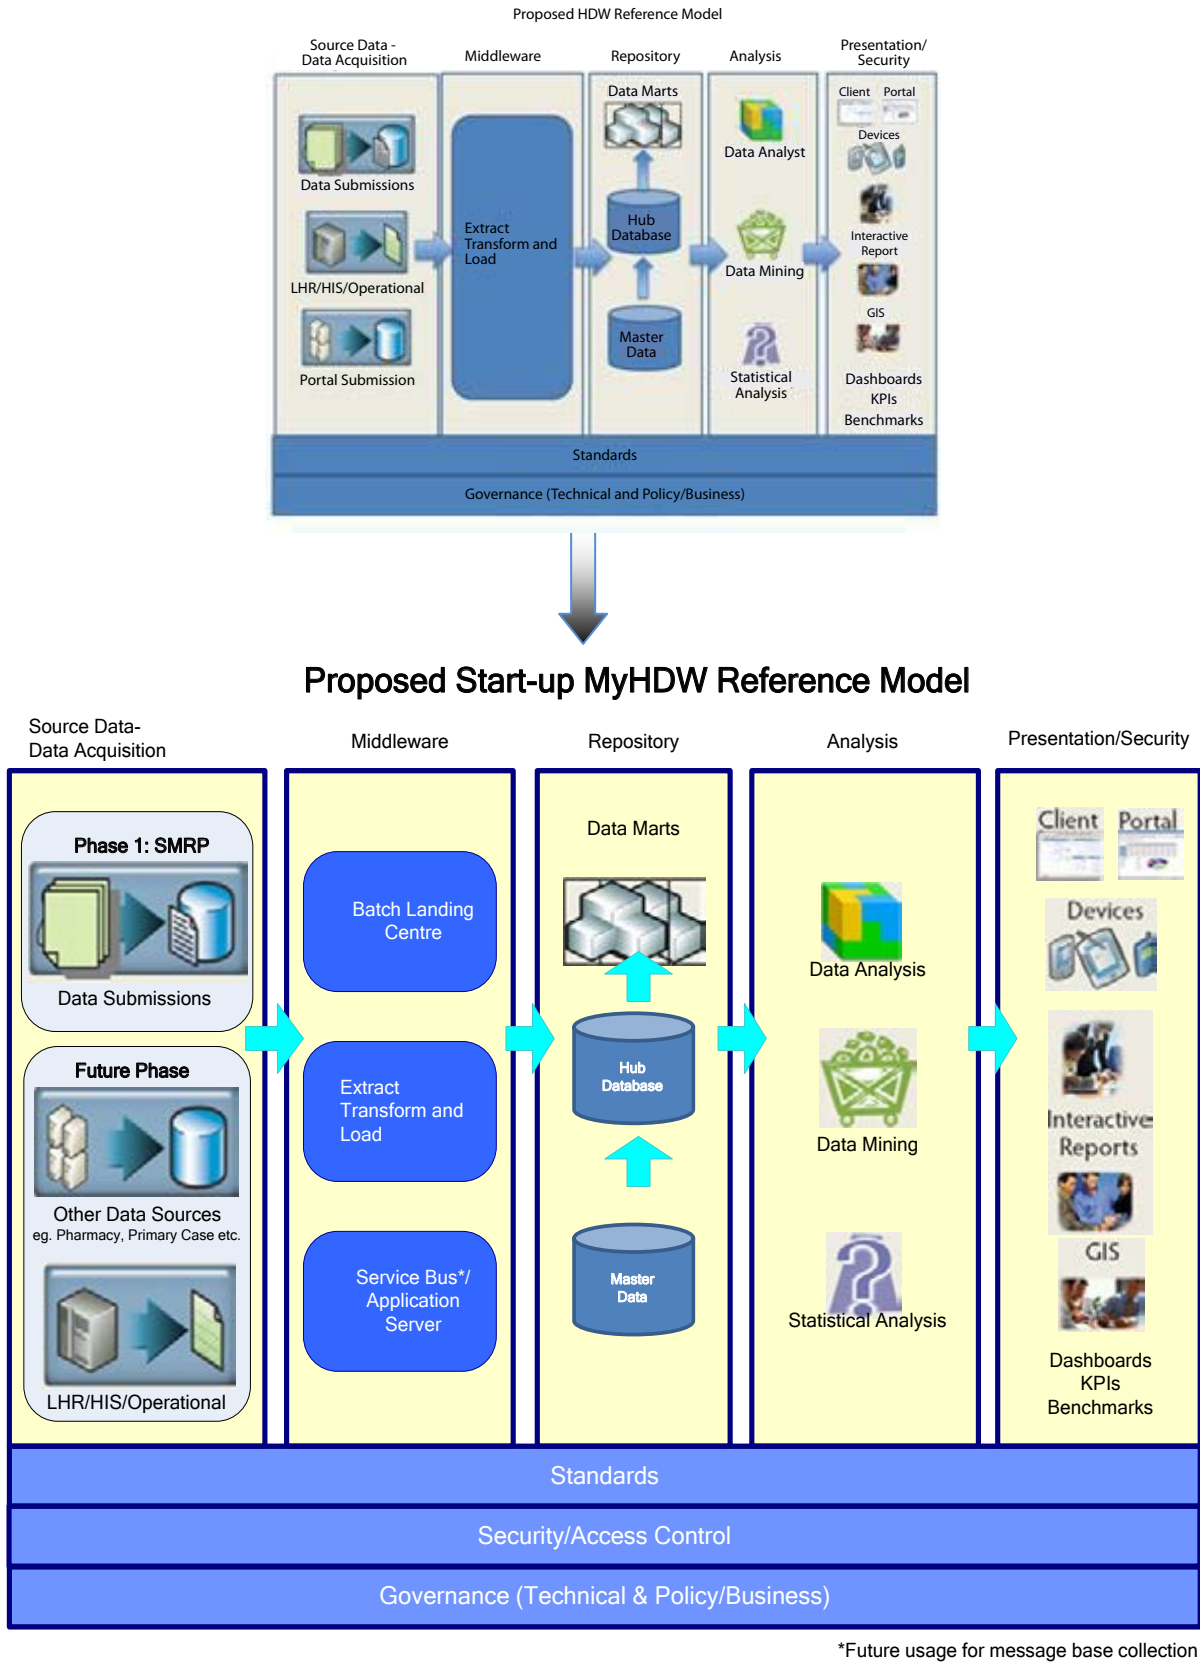 Proposed HDW Reference Model
Source Data -
Data Acquisition
Middleware
Repository
Analysis
Presentation/
Security
Data Submissions
LHR/HIS/Operational
Portal Submission
Extract
Transform and
Load
Data Marts
Hub
Database
Master
Data
Data Analyst
Data Mining
Statistical
Analysis
Client Portal
Devices
Interactive
Report
GIS
Dashboards
KPIs
Benchmarks
Standards
Governance (Technical and Policy/Business)
Proposed Start-up MyHDW Reference Model
Source Data-
Data Acquisition
Middleware
Repository
Analysis
Presentation/Security
Phase 1: SMRP
Data Submissions
Future Phase
Other Data Sources
eg. Pharmacy, Primary Case etc.
LHR/HIS/Operational
Batch Landing
Centre
Extract
Transform and
Load
Service Bus*/
Application
Server
Data Marts
Hub
Database
Master
Data
Data Analysis
Data Mining
Statistical Analysis
Client Portal
Devices
Interactive
Reports
GIS
Dashboards
KPIs
Benchmarks
Standards
Security/Access Control
Governance (Technical & Policy/Business)
*Future usage for message base collection